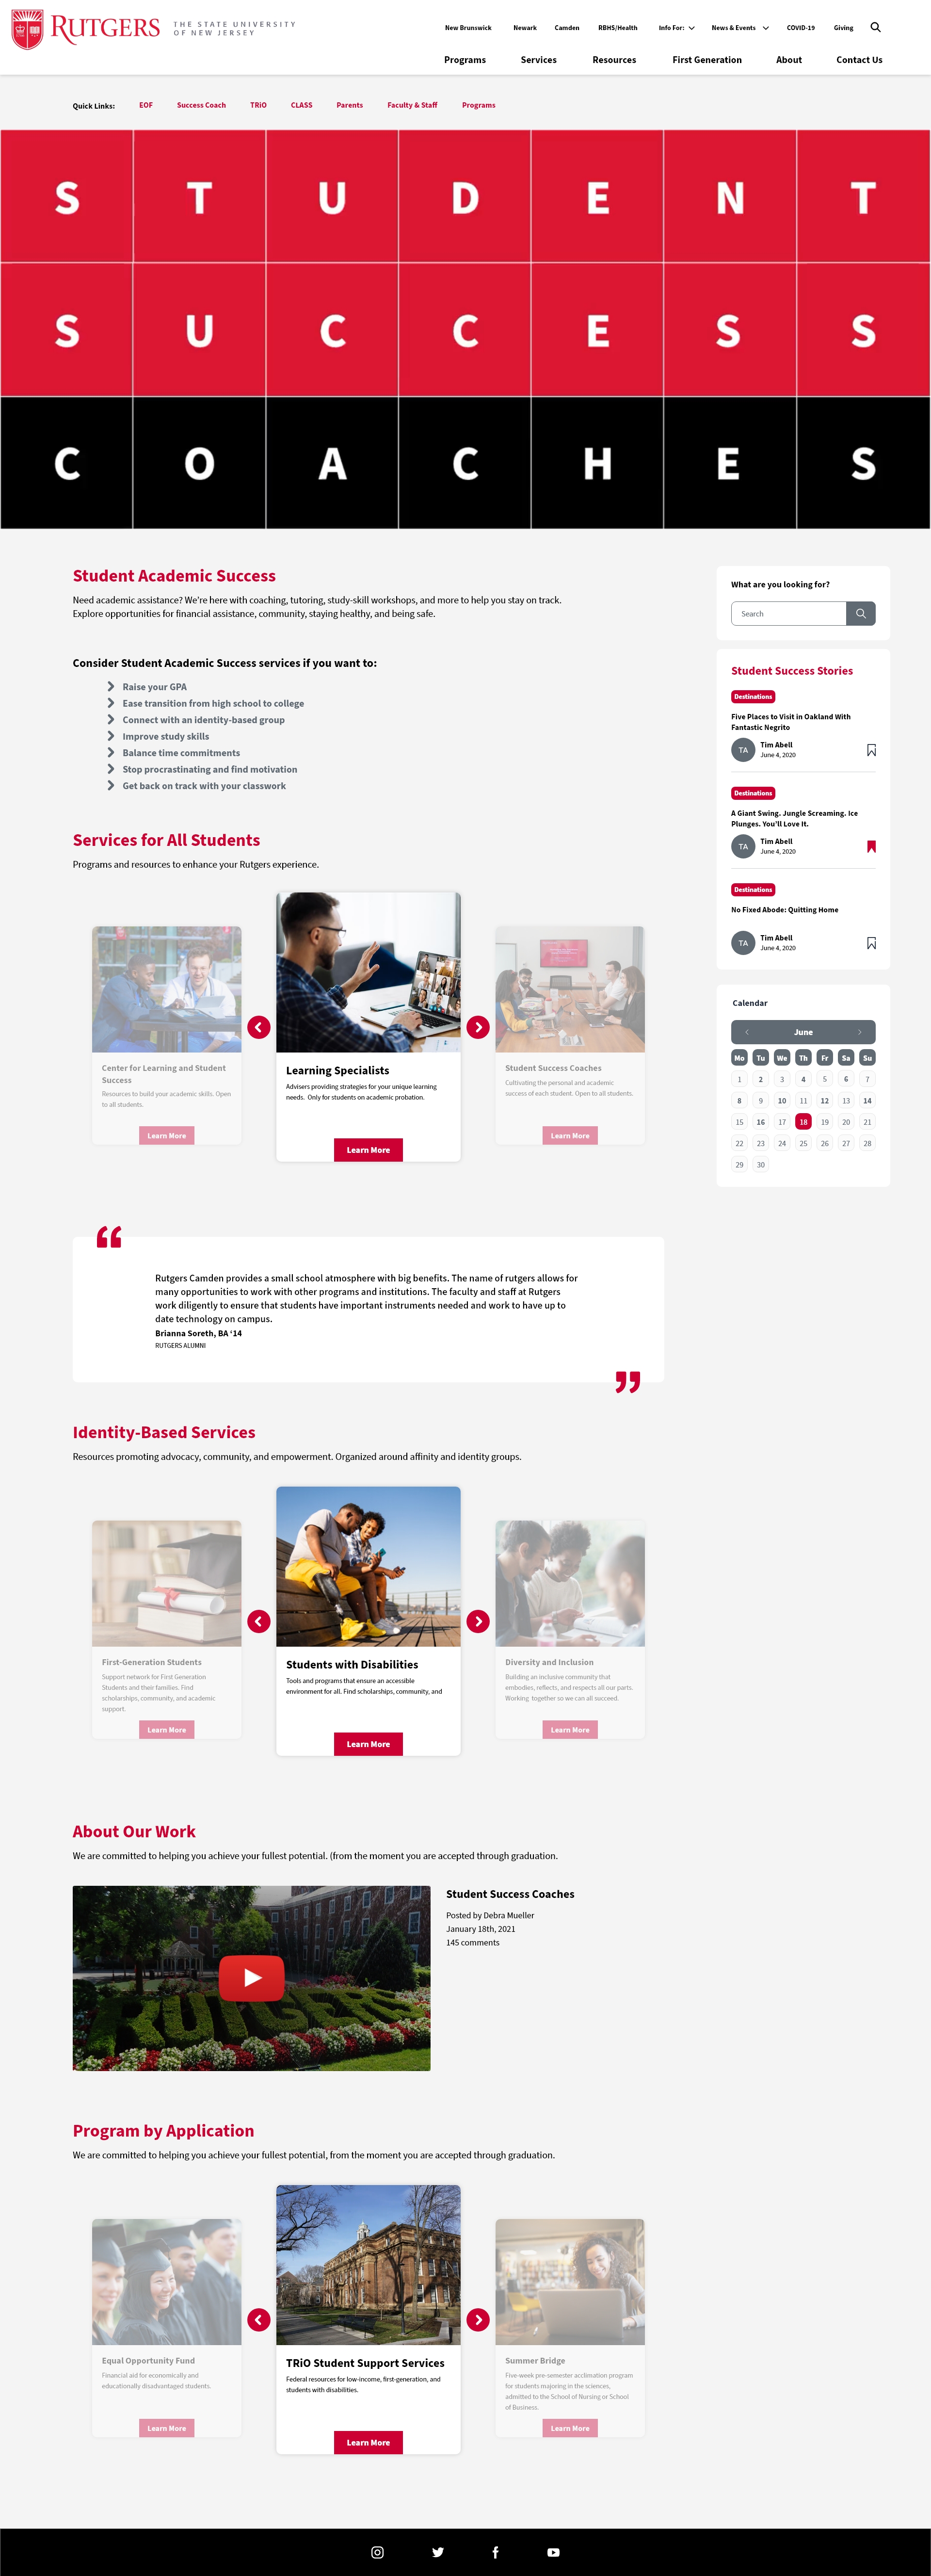 RUTGERS
THE STATE UNIVERSITY
OF NEW JERSEY
New Brunswick Newark Camden RBHS/Health Info For: News & Events COVID-19 Giving
Programs Services Resources First Generation About Contact Us
Quick Links: EOF Success Coach TRiO CLASS Parents Faculty & Staff Programs
S T U D E N T
S U C C E S S
C O A C H E S
Student Academic Success
Need academic assistance? We're here with coaching, tutoring, study-skill workshops, and more to help you stay on track.
Explore opportunities for financial assistance, community, staying healthy, and being safe.
Consider Student Academic Success services if you want to:
Raise your GPA
Ease transition from high school to college
Connect with an identity-based group
Improve study skills
Balance time commitments
Stop procrastinating and find motivation
Get back on track with your classwork
Services for All Students
Programs and resources to enhance your Rutgers experience.
Center for Learning and Student
Success
Resources to build your academic skills. Open
to all students.
Learn More
Learning Specialists
Advisers providing strategies for your unique learning
needs. Only for students on academic probation.
Learn More
Student Success Coaches
Cultivating the personal and academic
success of each student. Open to all students.
Learn More
“
Rutgers Camden provides a small school atmosphere with big benefits. The name of rutgers allows for
many opportunities to work with other programs and institutions. The faculty and staff at Rutgers
work diligently to ensure that students have important instruments needed and work to have up to
date technology on campus.
Brianna Soreth, BA ‘14
RUTGERS ALUMNI
”
Identity-Based Services
Resources promoting advocacy, community, and empowerment. Organized around affinity and identity groups.
First-Generation Students
Support network for First Generation
Students and their families. Find
scholarships, community, and academic
support.
Learn More
Students with Disabilities
Tools and programs that ensure an accessible
environment for all. Find scholarships, community, and
Learn More
Diversity and Inclusion
Building an inclusive community that
embodies, reflects, and respects all our parts.
Working together so we can all succeed.
Learn More
About Our Work
We are committed to helping you achieve your fullest potential. (from the moment you are accepted through graduation.
RUTGERS
Student Success Coaches
Posted by Debra Mueller
January 18th, 2021
145 comments
Program by Application
We are committed to helping you achieve your fullest potential, from the moment you are accepted through graduation.
Equal Opportunity Fund
Financial aid for economically and
educationally disadvantaged students.
Learn More
TRiO Student Support Services
Federal resources for low-income, first-generation, and
students with disabilities.
Learn More
Summer Bridge
Five-week pre-semester acclimation program
for students majoring in the sciences,
admitted to the School of Nursing or School
of Business.
Learn More
What are you looking for?
Search
Student Success Stories
Destinations
Five Places to Visit in Oakland With
Fantastic Negrito
TA
Tim Abell
June 4, 2020
Destinations
A Giant Swing. Jungle Screaming. Ice
Plunges. You'll Love It.
TA
Tim Abell
June 4, 2020
Destinations
No Fixed Abode: Quitting Home
TA
Tim Abell
June 4, 2020
Calendar
June
Mo Tu We Th Fr Sa Su
1 2 3 4 5 6 7
8 9 10 11 12 13 14
15 16 17 18 19 20 21
22 23 24 25 26 27 28
29 30